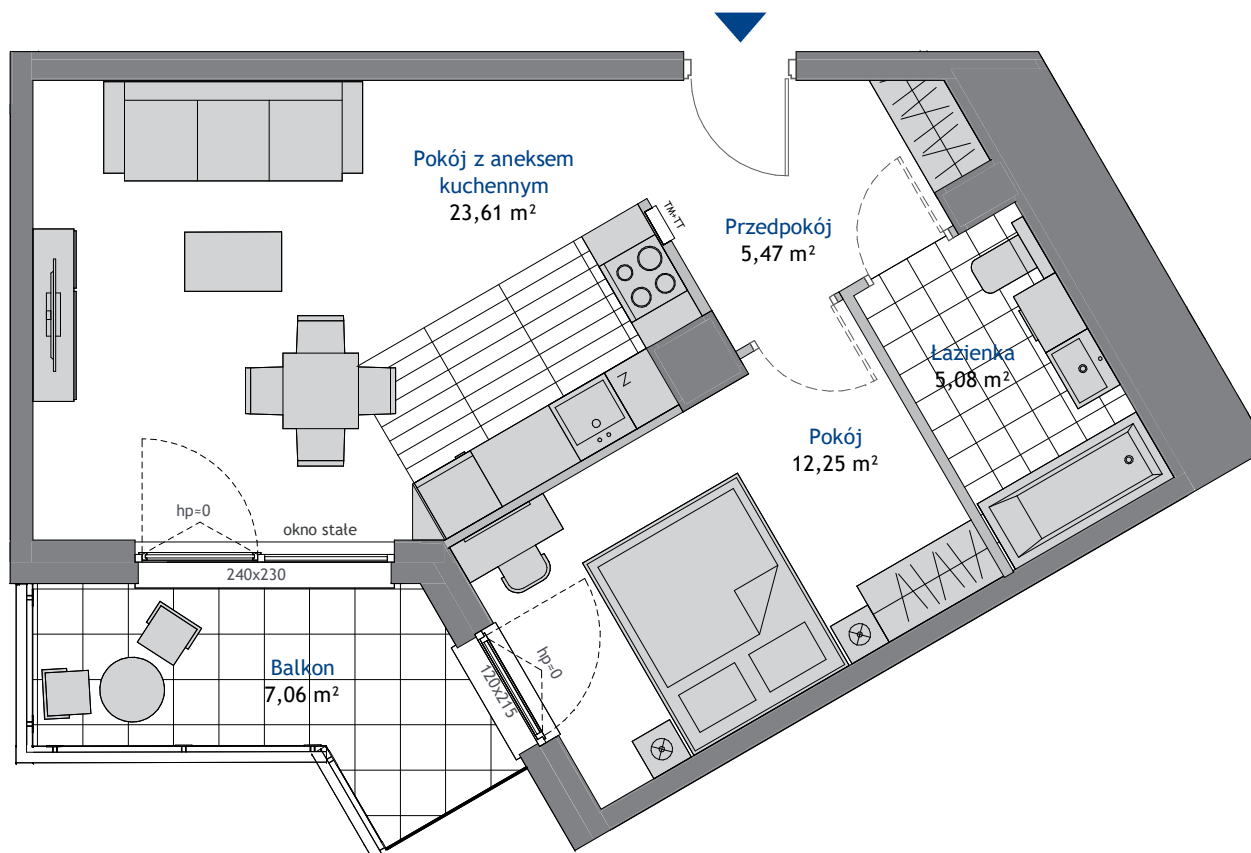 Pokój z aneksem
kuchennym
23,61 m²
TM+TT
Przedpokój
5,47 m²
Łazienka
5,08 m²
N
Pokój
12,25 m²
hp=0
okno stałe
240x230
hp=0
120x215
Balkon
7,06 m²